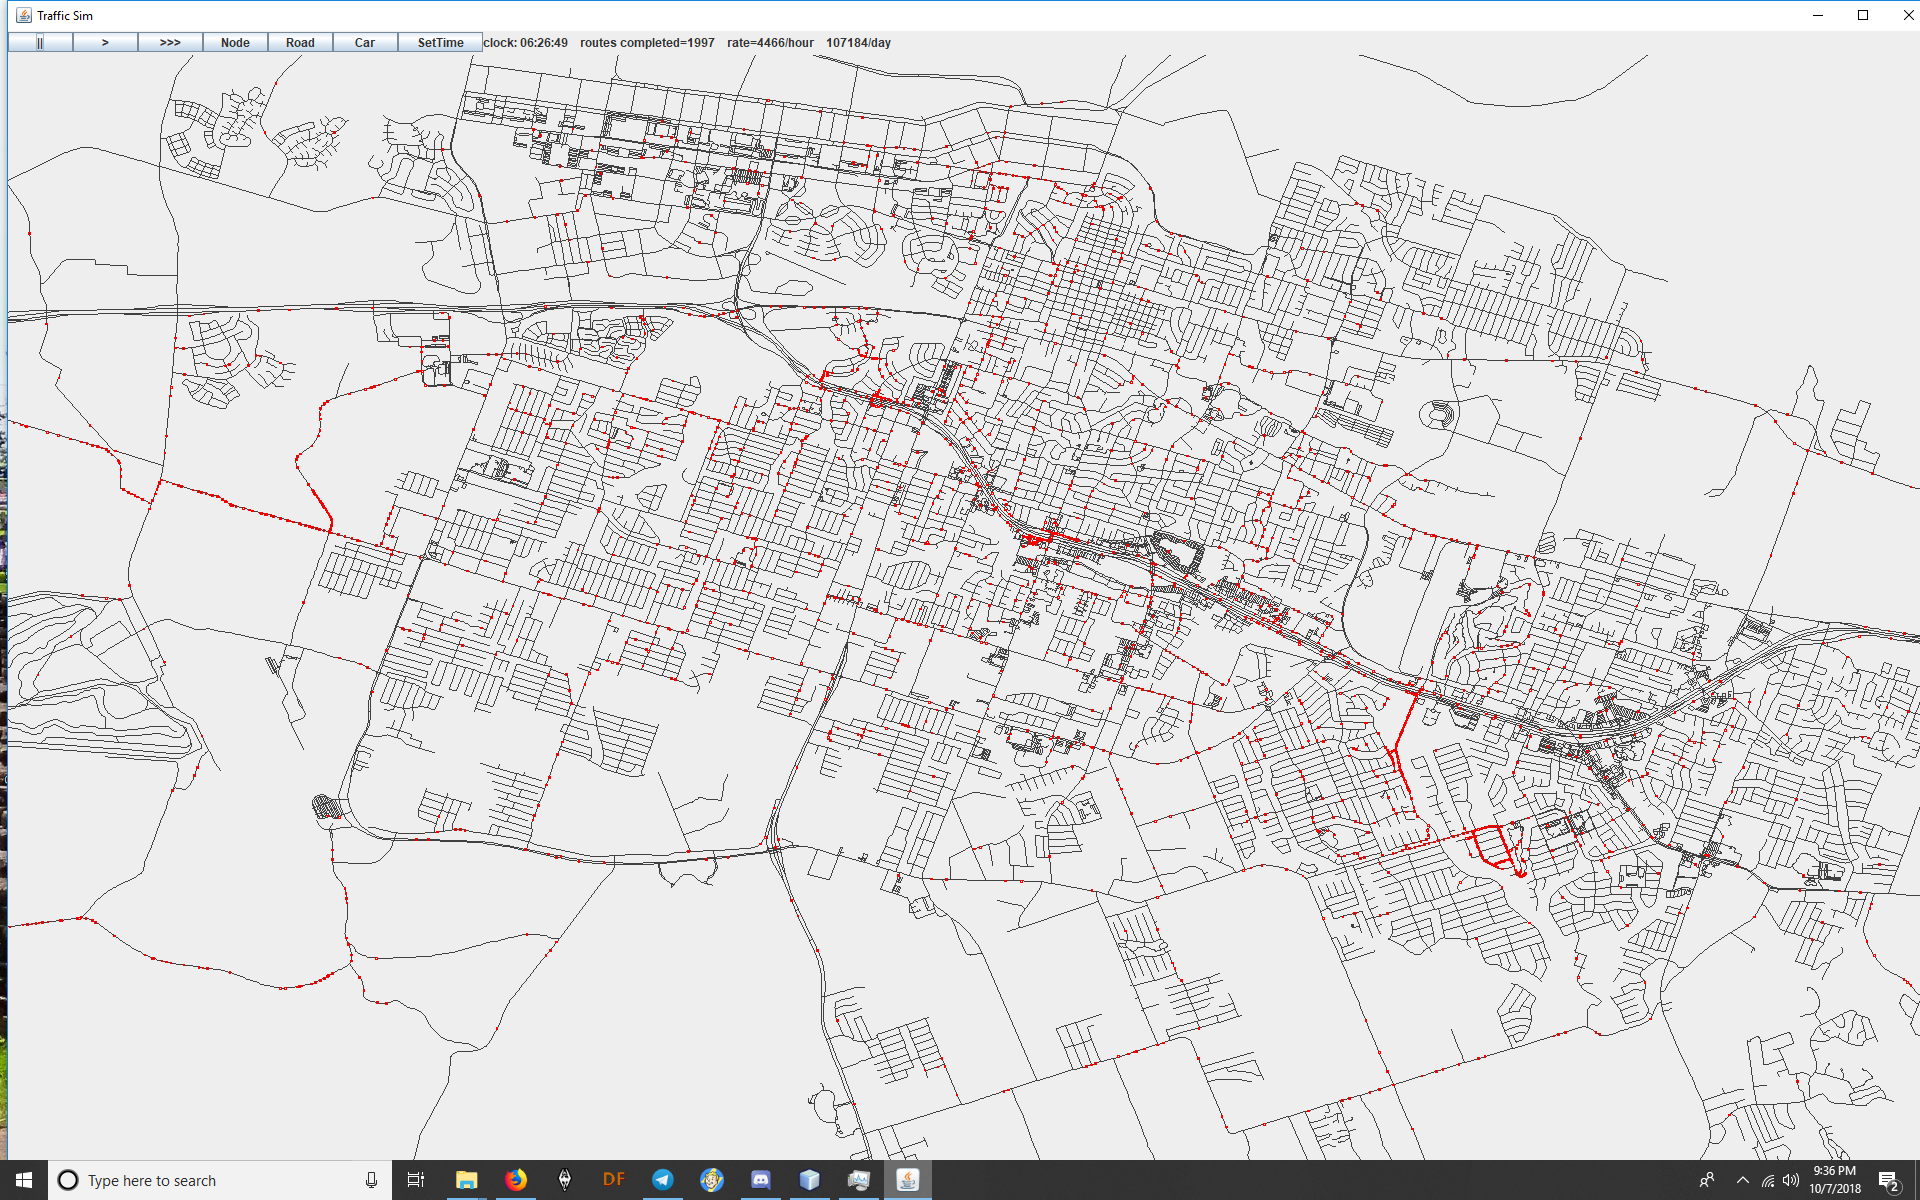 Traffic Sim
|| > >>> Node Road Car SetTime clock: 06:26:49 routes completed=1997 rate=4466/hour 107184/day
Type here to search
DF
9:36 PM
10/7/2018
2